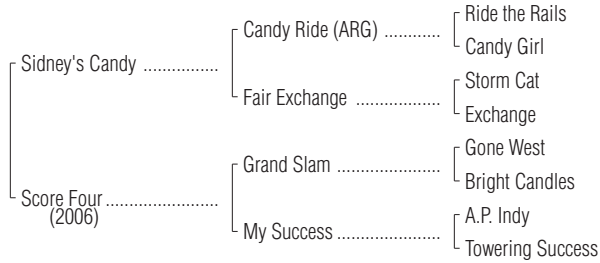 Ride the Rails
Candy Ride (ARG) ............
Candy Girl
Sidney's Candy ................
Storm Cat
Fair Exchange ..................
Exchange
Gone West
Grand Slam ......................
Bright Candles
Score Four .......................
(2006)
A.P. Indy
My Success ......................
Towering Success